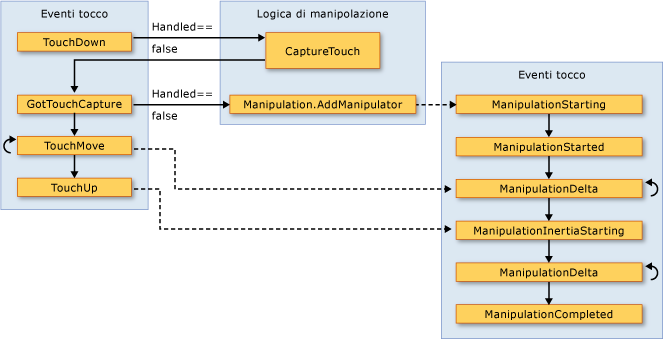 Eventi tocco
TouchDown
Handled==
false
Logica di manipolazione
CaptureTouch
GotTouchCapture
Handled==
false
Manipulation.AddManipulator
TouchMove
TouchUp
Eventi tocco
ManipulationStarting
ManipulationStarted
ManipulationDelta
ManipulationInertiaStarting
ManipulationDelta
ManipulationCompleted